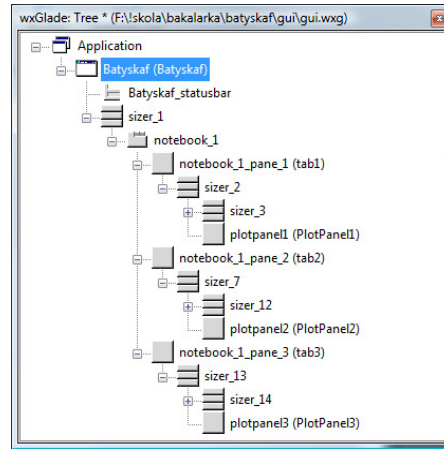 wxGlade: Tree * (F:\!skola\bakalarka\batyskaf\gui\gui.wxg)
Application
Batyskaf (Batyskaf)
Batyskaf_statusbar
sizer_1
notebook_1
notebook_1_pane_1 (tab1)
sizer_2
sizer_3
plotpanel1 (PlotPanel1)
notebook_1_pane_2 (tab2)
sizer_7
sizer_12
plotpanel2 (PlotPanel2)
notebook_1_pane_3 (tab3)
sizer_13
sizer_14
plotpanel3 (PlotPanel3)